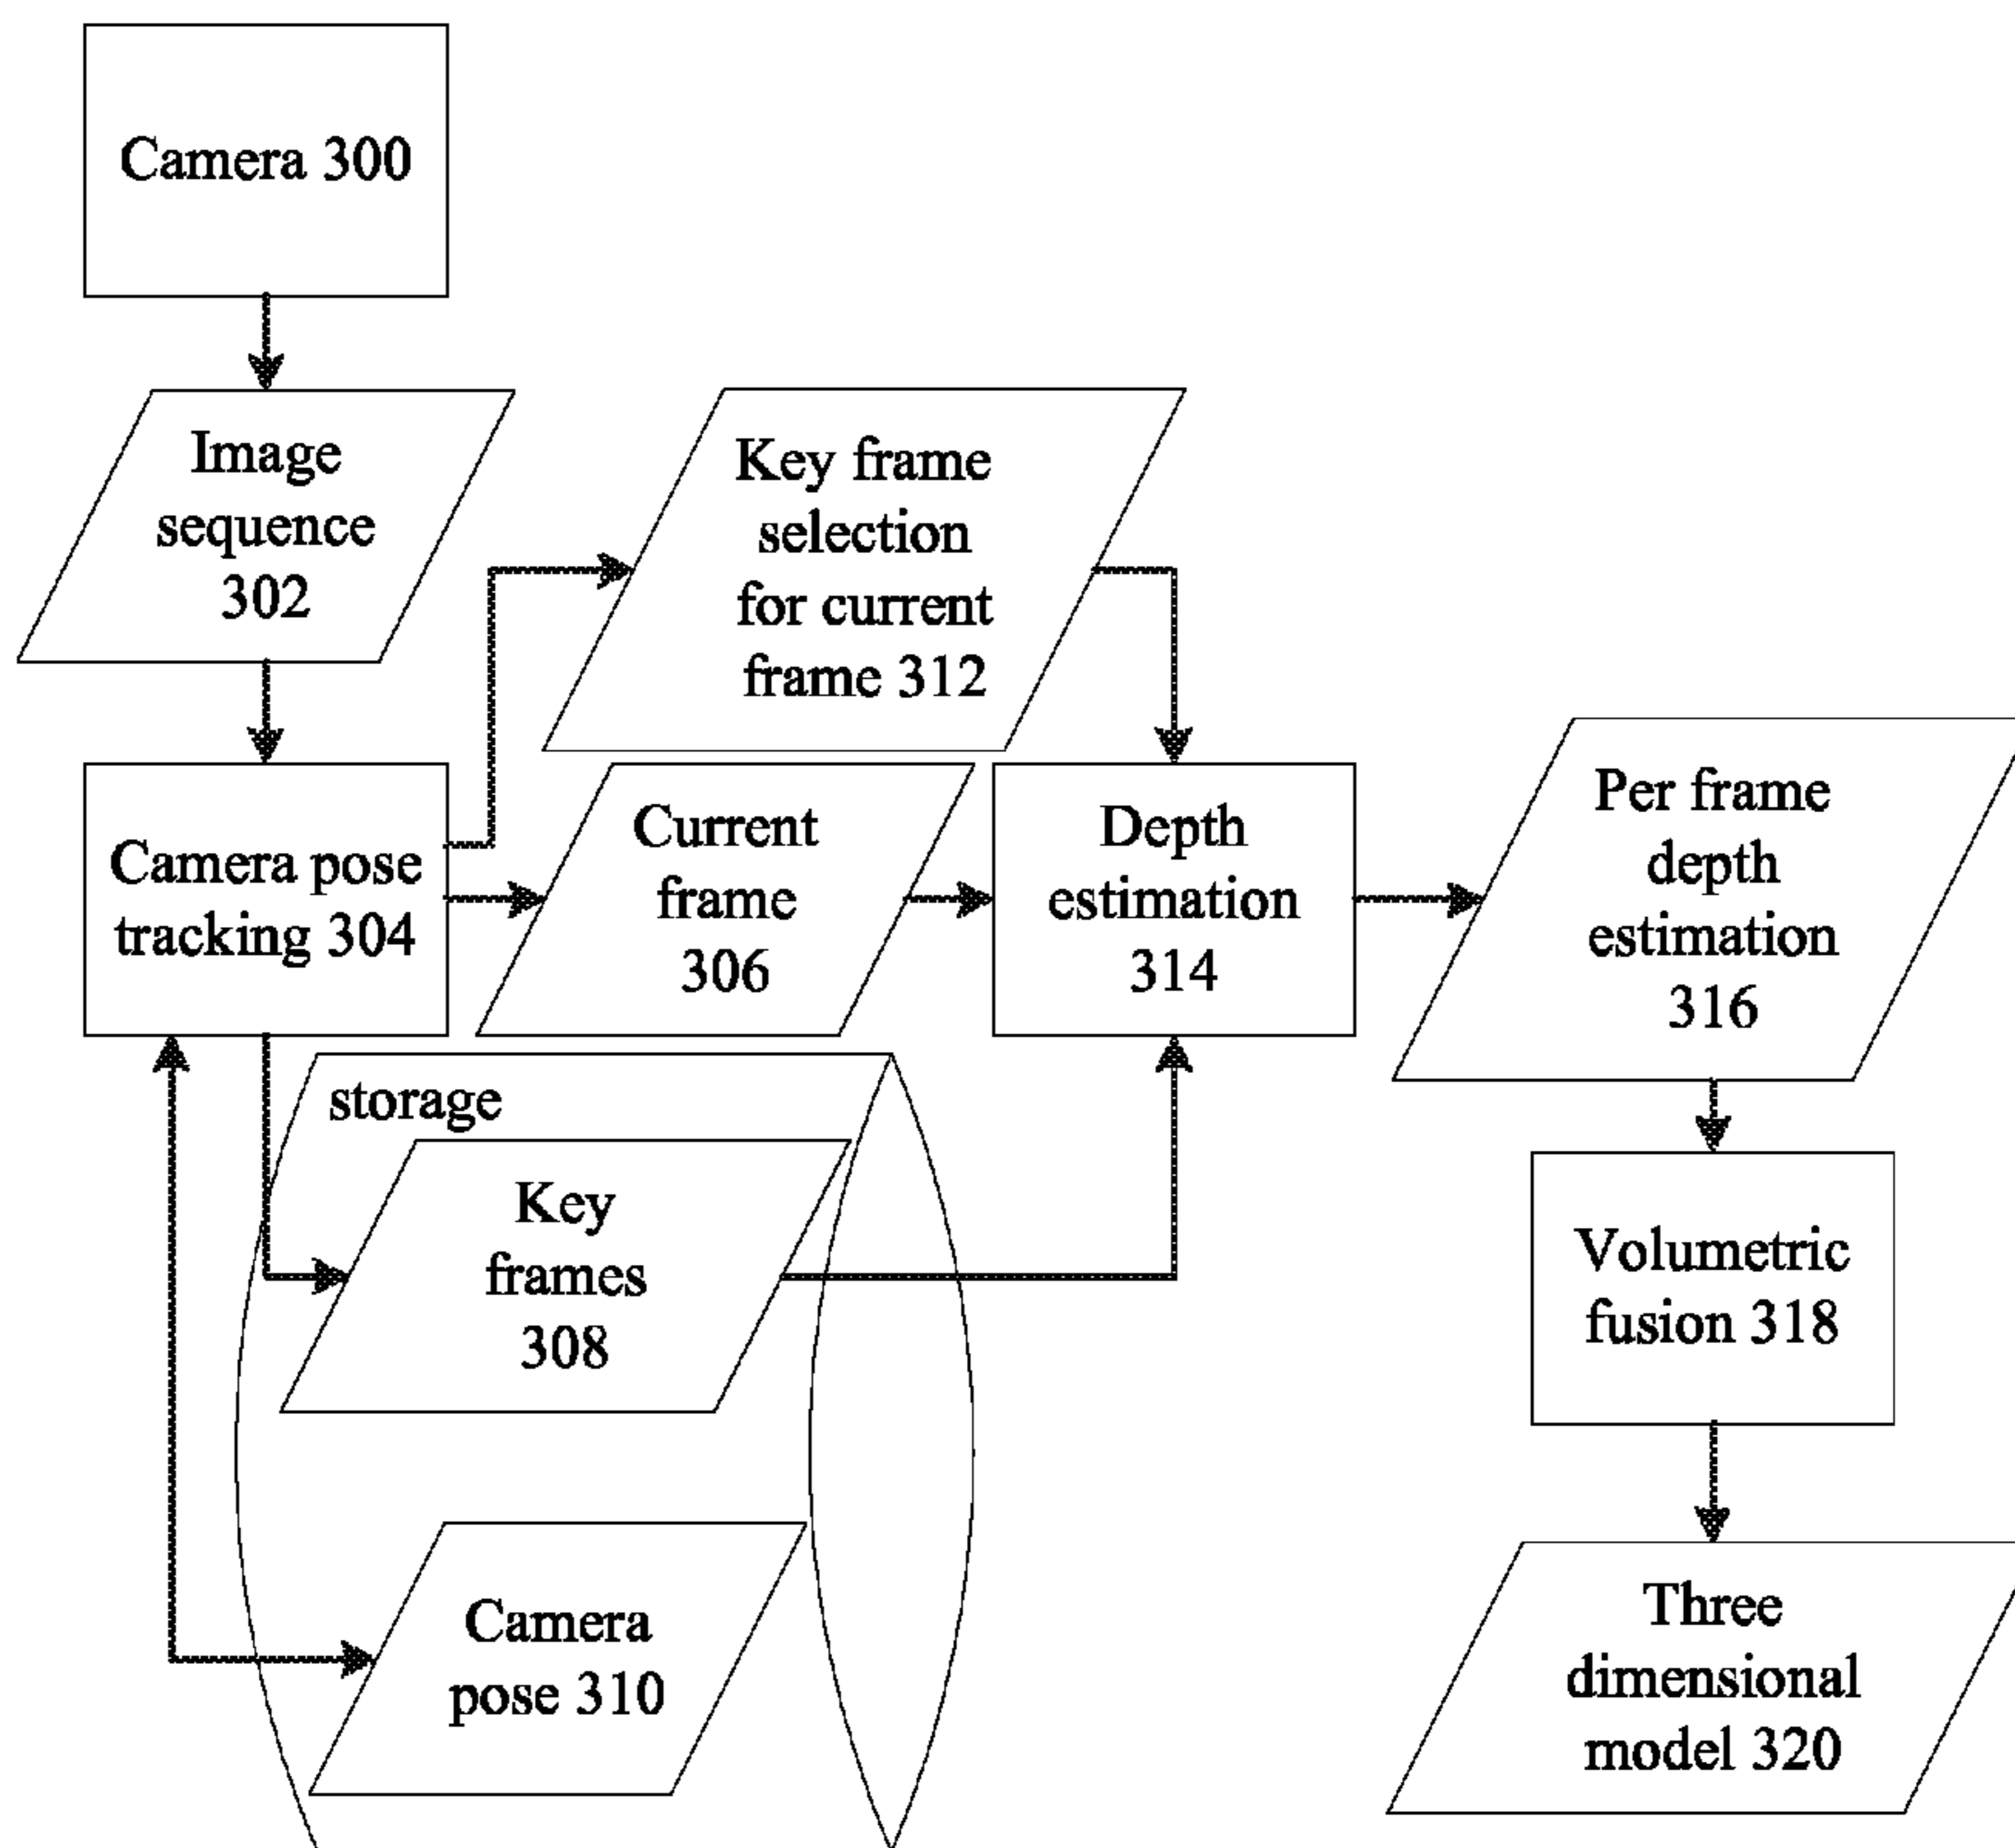 Camera 300
Image
sequence
302
Key frame
selection
for current
frame 312
Camera pose
tracking 304
Current
frame
306
Depth
estimation
314
Per frame
depth
estimation
316
storage
Key
frames
308
Volumetric
fusion 318
Camera
pose 310
Three
dimensional
model 320